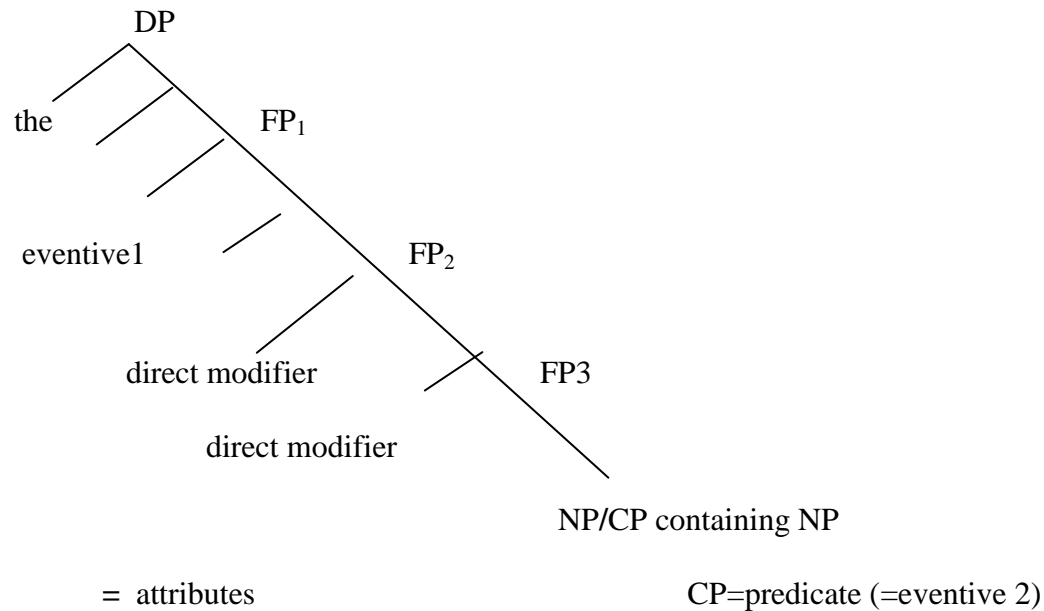 DP
the FP₁
eventive1 FP₂
direct modifier FP3
direct modifier
NP/CP containing NP
= attributes CP=predicate (=eventive 2)